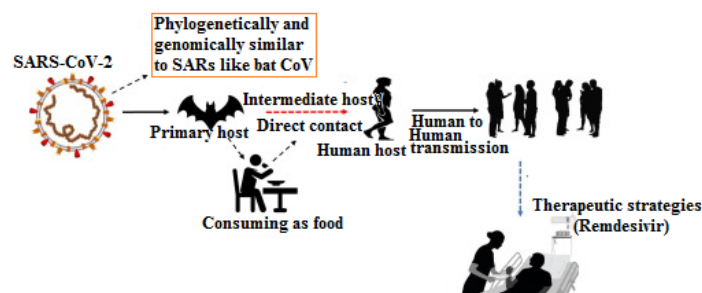 Phylogenetically and
genomically similar
to SARs like bat CoV
SARS-CoV-2
Intermediate host
Primary host
Direct contact
Human host
Human to
Human
transmission
Consuming as food
Therapeutic strategies
(Remdesivir)